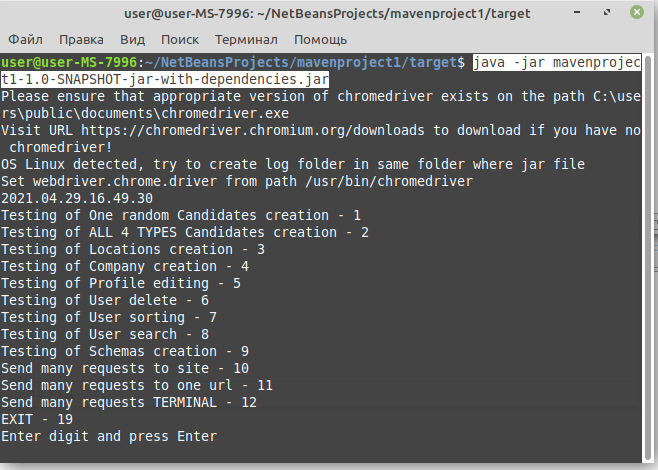 user@user-MS-7996: ~/NetBeansProjects/mavenproject1/target
Файл Правка Вид Поиск Терминал Помощь
user@user-MS-7996:~/NetBeansProjects/mavenproject1/target$ java -jar mavenprojec
t1-1.0-SNAPSHOT-jar-with-dependencies.jar
Please ensure that appropriate version of chromedriver exists on the path C:\use
rs\public\documents\chromedriver.exe
Visit URL https://chromedriver.chromium.org/downloads to download if you have no
 chromedriver!
OS Linux detected, try to create log folder in same folder where jar file
Set webdriver.chrome.driver from path /usr/bin/chromedriver
2021.04.29.16.49.30
Testing of One random Candidates creation - 1
Testing of ALL 4 TYPES Candidates creation - 2
Testing of Locations creation - 3
Testing of Company creation - 4
Testing of Profile editing - 5
Testing of User delete - 6
Testing of User sorting - 7
Testing of User search - 8
Testing of Schemas creation - 9
Send many requests to site - 10
Send many requests to one url - 11
Send many requests TERMINAL - 12
EXIT - 19
Enter digit and press Enter